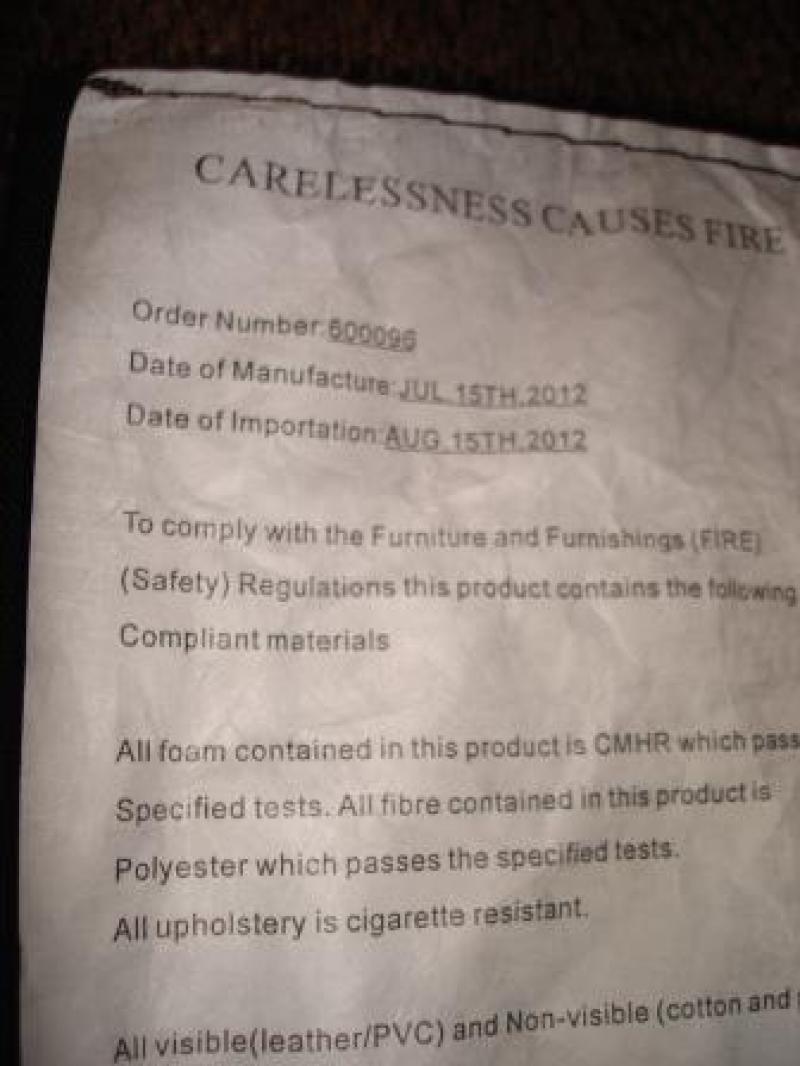 CARELESSNESS CAUSES FIRE
Order Number:600096
Date of Manufacture:JUL 15TH.2012
Date of Importation:AUG 15TH.2012
To comply with the Furniture and Furnishings (FIRE)
(Safety) Regulations this product contains the following
Compliant materials
All foam contained in this product is CMHR which pass
Specified tests. All fibre contained in this product is
Polyester which passes the specified tests.
All upholstery is cigarette resistant.
All visible(leather/PVC) and Non-visible (cotton and